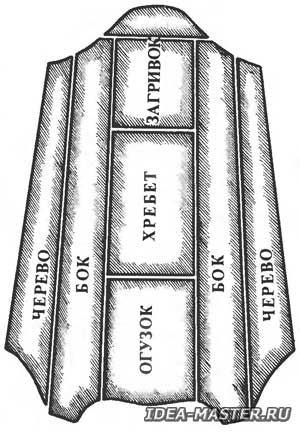 ЗАГРИВОК
ХРЕБЕТ
ЧЕРЕВО
БОК
БОК
ЧЕРЕВО
ОГУЗОК
IDEA-MASTER.RU